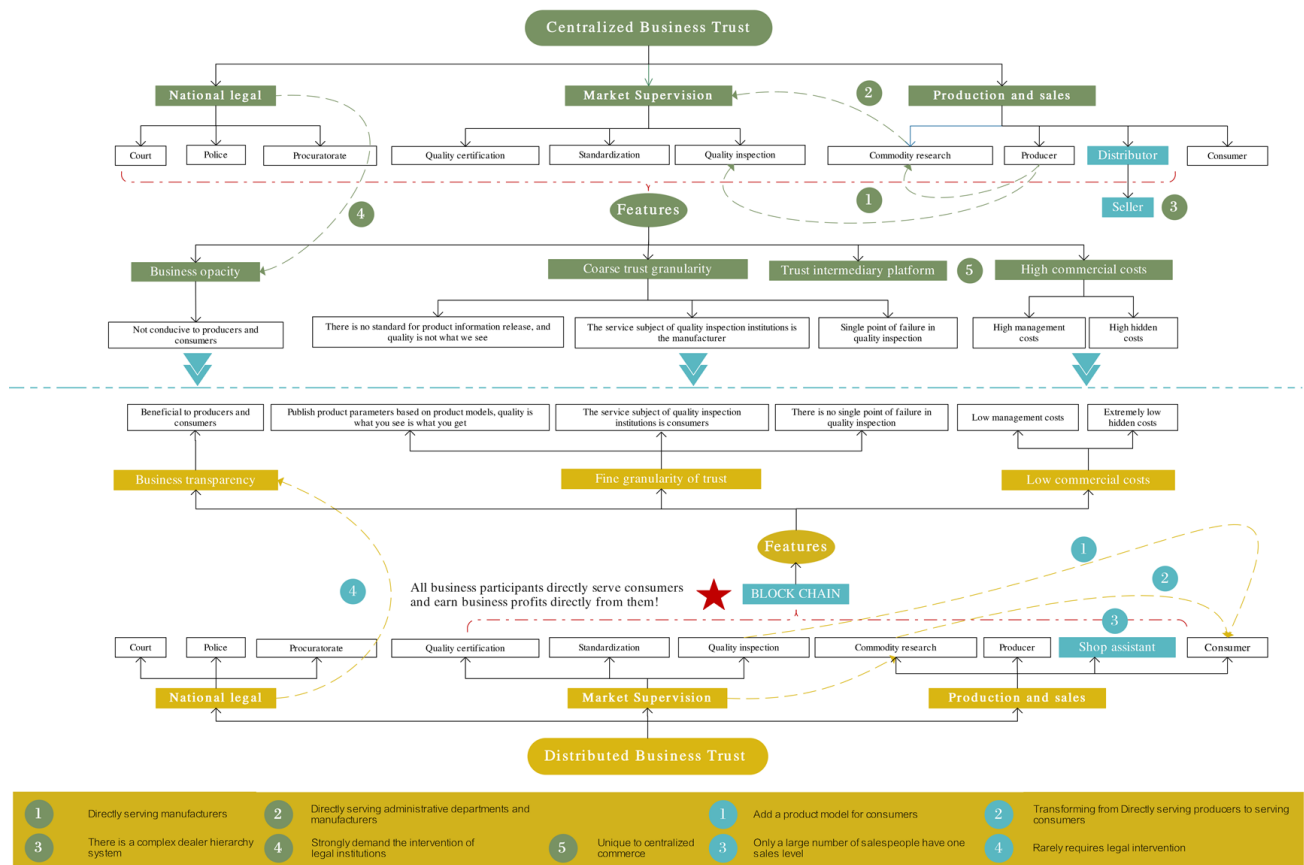 Centralized Business Trust
National legal
Market Supervision
2
Production and sales
Court
Police
Procuratorate
Quality certification
Standardization
Quality inspection
Commodity research
Producer
Distributor
Consumer
4
Features
1
Seller
3
Business opacity
Coarse trust granularity
Trust intermediary platform
5
High commercial costs
Not conducive to producers and
consumers
There is no standard for product information release, and
quality is not what we see
The service subject of quality inspection institutions is
the manufacturer
Single point of failure in
quality inspection
High management
costs
High hidden
costs
Beneficial to producers and
consumers
Publish product parameters based on product models, quality is
what you see is what you get
The service subject of quality inspection
institutions is consumers
There is no single point of failure in
quality inspection
Low management costs
Extremely low
hidden costs
Business transparency
Fine granularity of trust
Low commercial costs
Features
1
2
4
All business participants directly serve consumers
and earn business profits directly from them!
BLOCK CHAIN
3
Court
Police
Procuratorate
Quality certification
Standardization
Quality inspection
Commodity research
Producer
Shop assistant
Consumer
National legal
Market Supervision
Production and sales
Distributed Business Trust
1
Directly serving manufacturers
2
Directly serving administrative departments and
manufacturers
1
Add a product model for consumers
2
Transforming from Directly serving producers to serving
consumers
3
There is a complex dealer hierarchy
system
4
Strongly demand the intervention of
legal institutions
5
Unique to centralized
commerce
3
Only a large number of salespeople have one
sales level
4
Rarely requires legal intervention